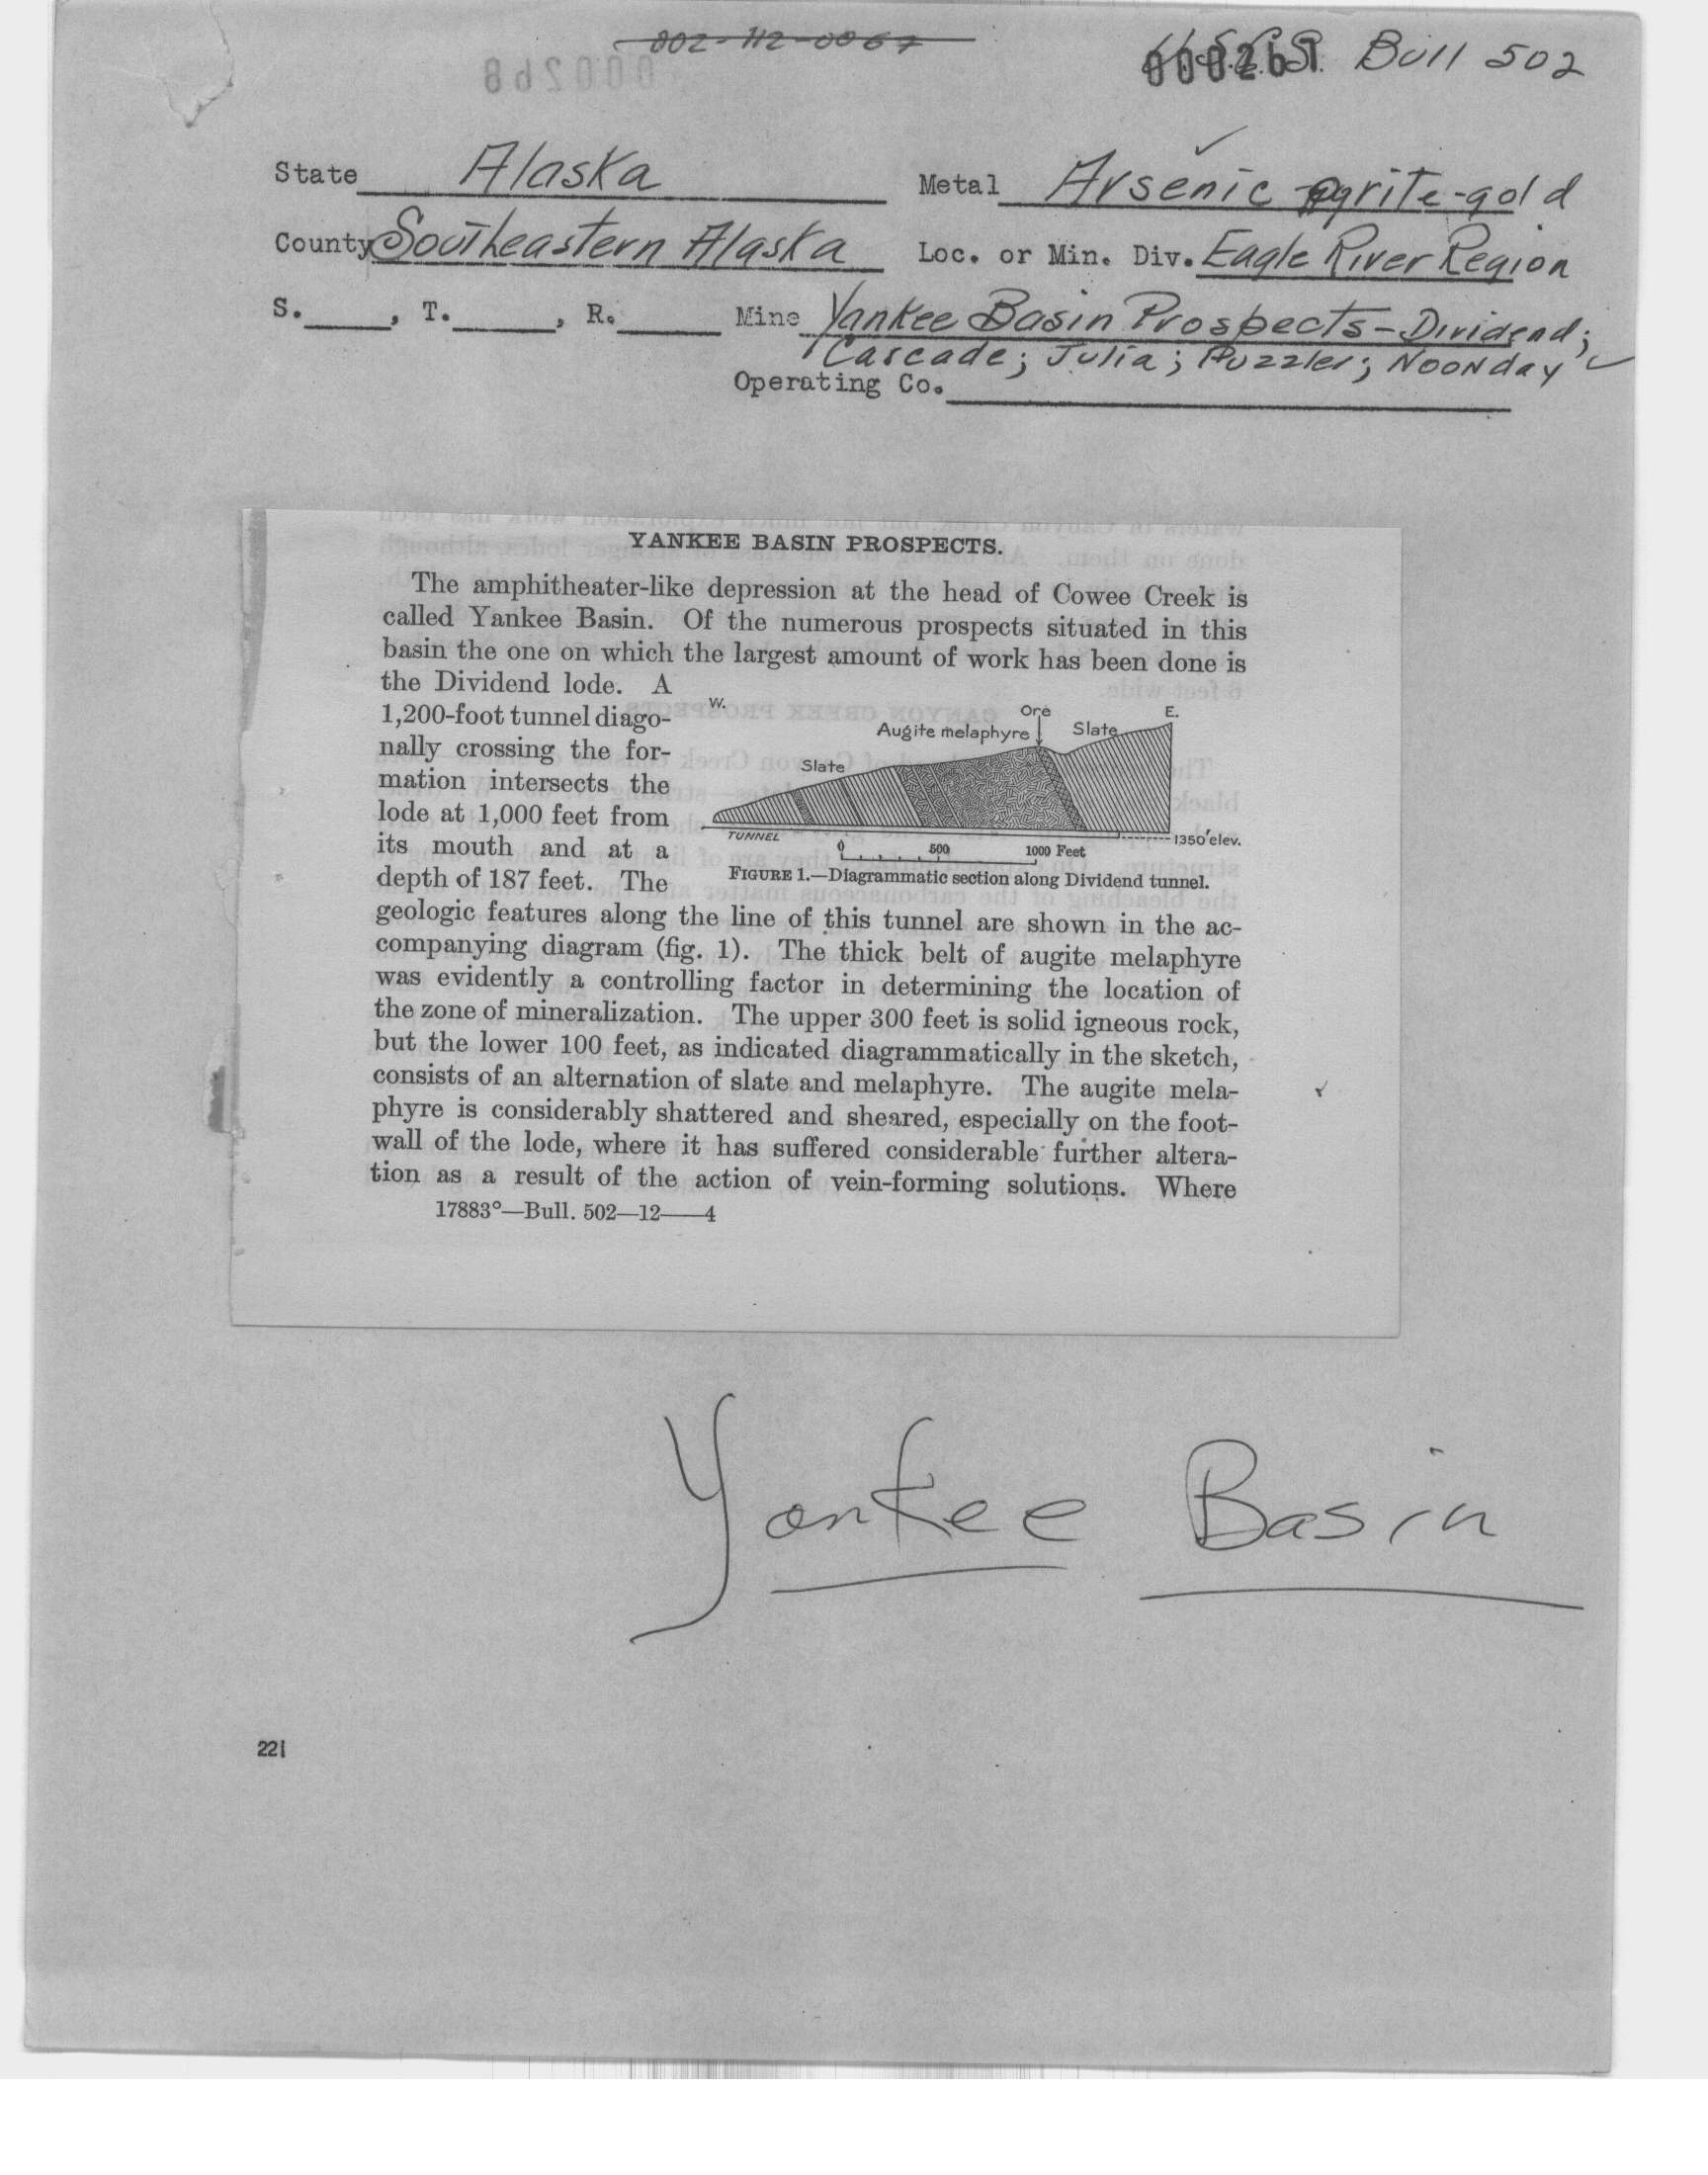 002-112-0067
000268
000267
U.S.G.S. Bull 502
State Alaska
Metal Arsenic-pyrite-gold
County Southeastern Alaska
Loc. or Min. Div. Eagle River Region
S. , T. , R. Mine Yankee Basin Prospects-Dividend;
Cascade; Julia; Puzzler; Noonday
Operating Co.
YANKEE BASIN PROSPECTS.
The amphitheater-like depression at the head of Cowee Creek is
called Yankee Basin. Of the numerous prospects situated in this
basin the one on which the largest amount of work has been done is
the Dividend lode. A
1,200-foot tunnel diago-
nally crossing the for-
mation intersects the
lode at 1,000 feet from
its mouth and at a
depth of 187 feet. The
W.
Ore
E.
Augite melaphyre
Slate
Slate
TUNNEL
1350' elev.
0 500 1000 Feet
FIGURE 1.—Diagrammatic section along Dividend tunnel.
geologic features along the line of this tunnel are shown in the ac-
companying diagram (fig. 1). The thick belt of augite melaphyre
was evidently a controlling factor in determining the location of
the zone of mineralization. The upper 300 feet is solid igneous rock,
but the lower 100 feet, as indicated diagrammatically in the sketch,
consists of an alternation of slate and melaphyre. The augite mela-
phyre is considerably shattered and sheared, especially on the foot-
wall of the lode, where it has suffered considerable further altera-
tion as a result of the action of vein-forming solutions. Where
17883°—Bull. 502—12——4
Yankee Basin
221